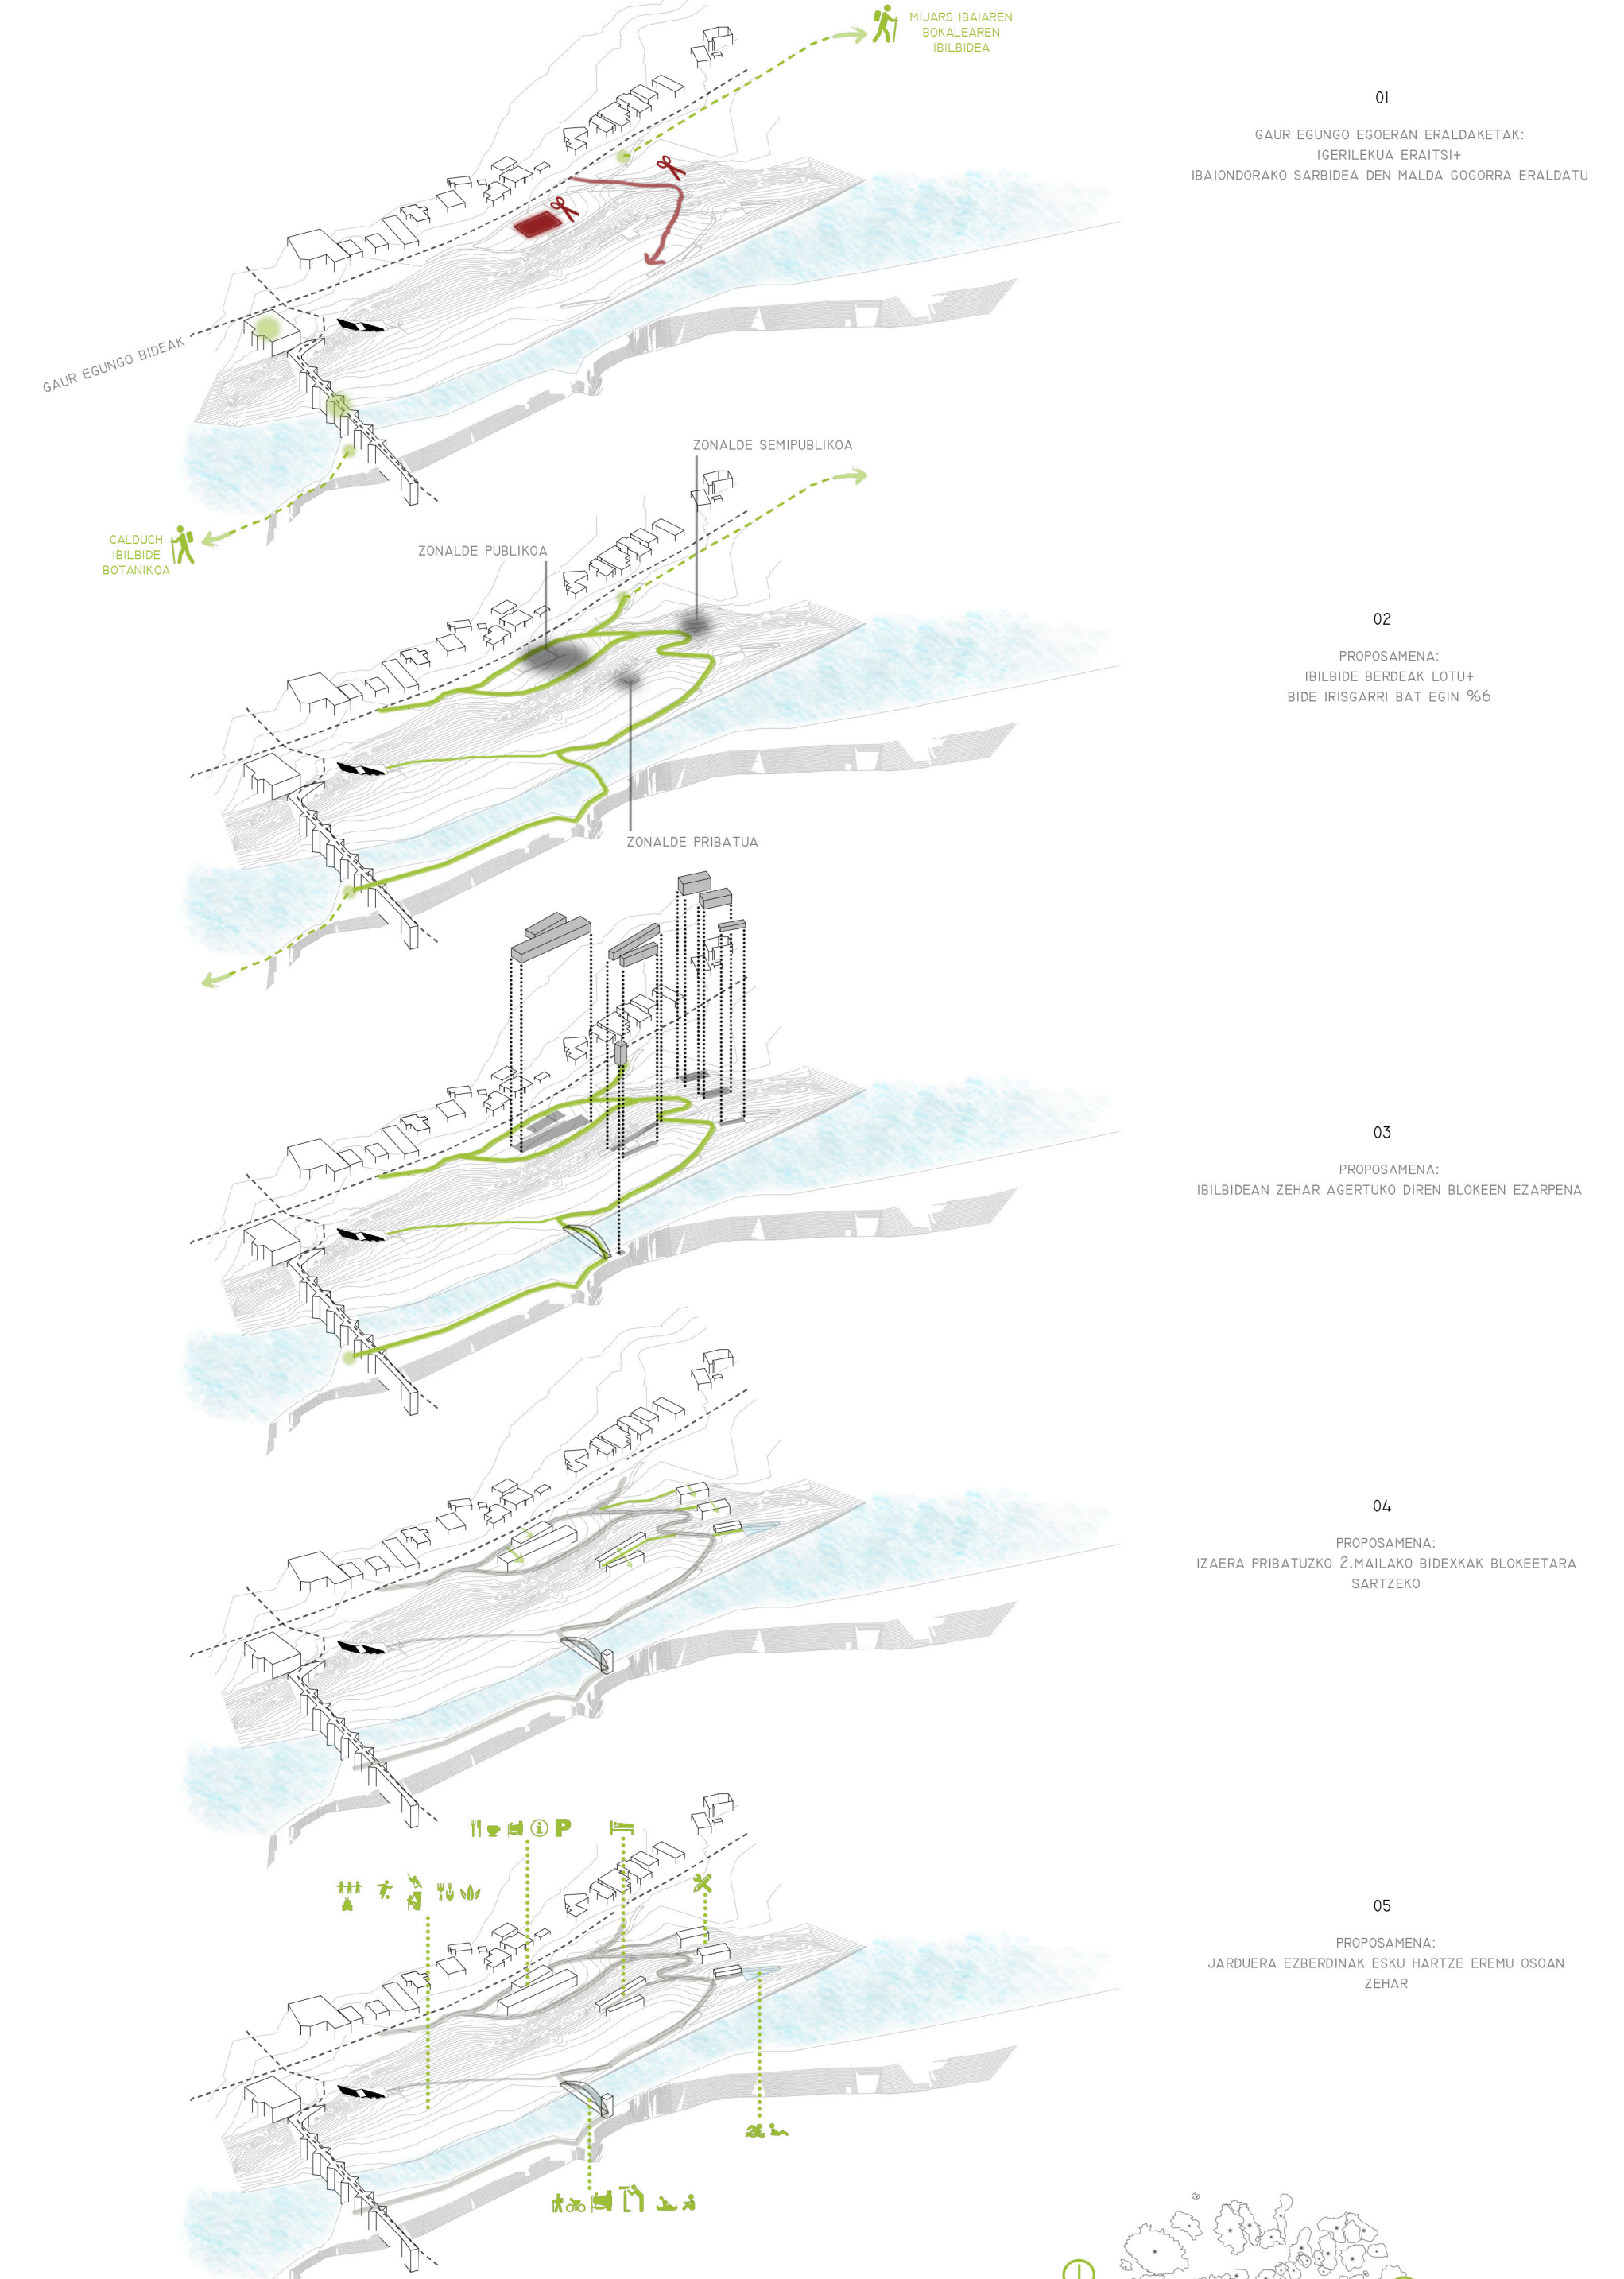 MIJARS IBAIAREN
BOKALEAREN
IBILBIDEA
01
GAUR EGUNGO EGOERAN ERALDAKETAK:
IGERILEKUA ERAITSI+
IBAIONDORAKO SARBIDEA DEN MALDA GOGORRA ERALDATU
GAUR EGUNGO BIDEAK
CALDUCH
IBILBIDE
BOTANIKOA
ZONALDE SEMIPUBLIKOA
ZONALDE PUBLIKOA
ZONALDE PRIBATUA
02
PROPOSAMENA:
IBILBIDE BERDEAK LOTU+
BIDE IRISGARRI BAT EGIN %6
03
PROPOSAMENA:
IBILBIDEAN ZEHAR AGERTUKO DIREN BLOKEEN EZARPENA
04
PROPOSAMENA:
IZAERA PRIBATUZKO 2.MAILAKO BIDEXKAK BLOKEETARA
SARTZEKO
P
05
PROPOSAMENA:
JARDUERA EZBERDINAK ESKU HARTZE EREMU OSOAN
ZEHAR